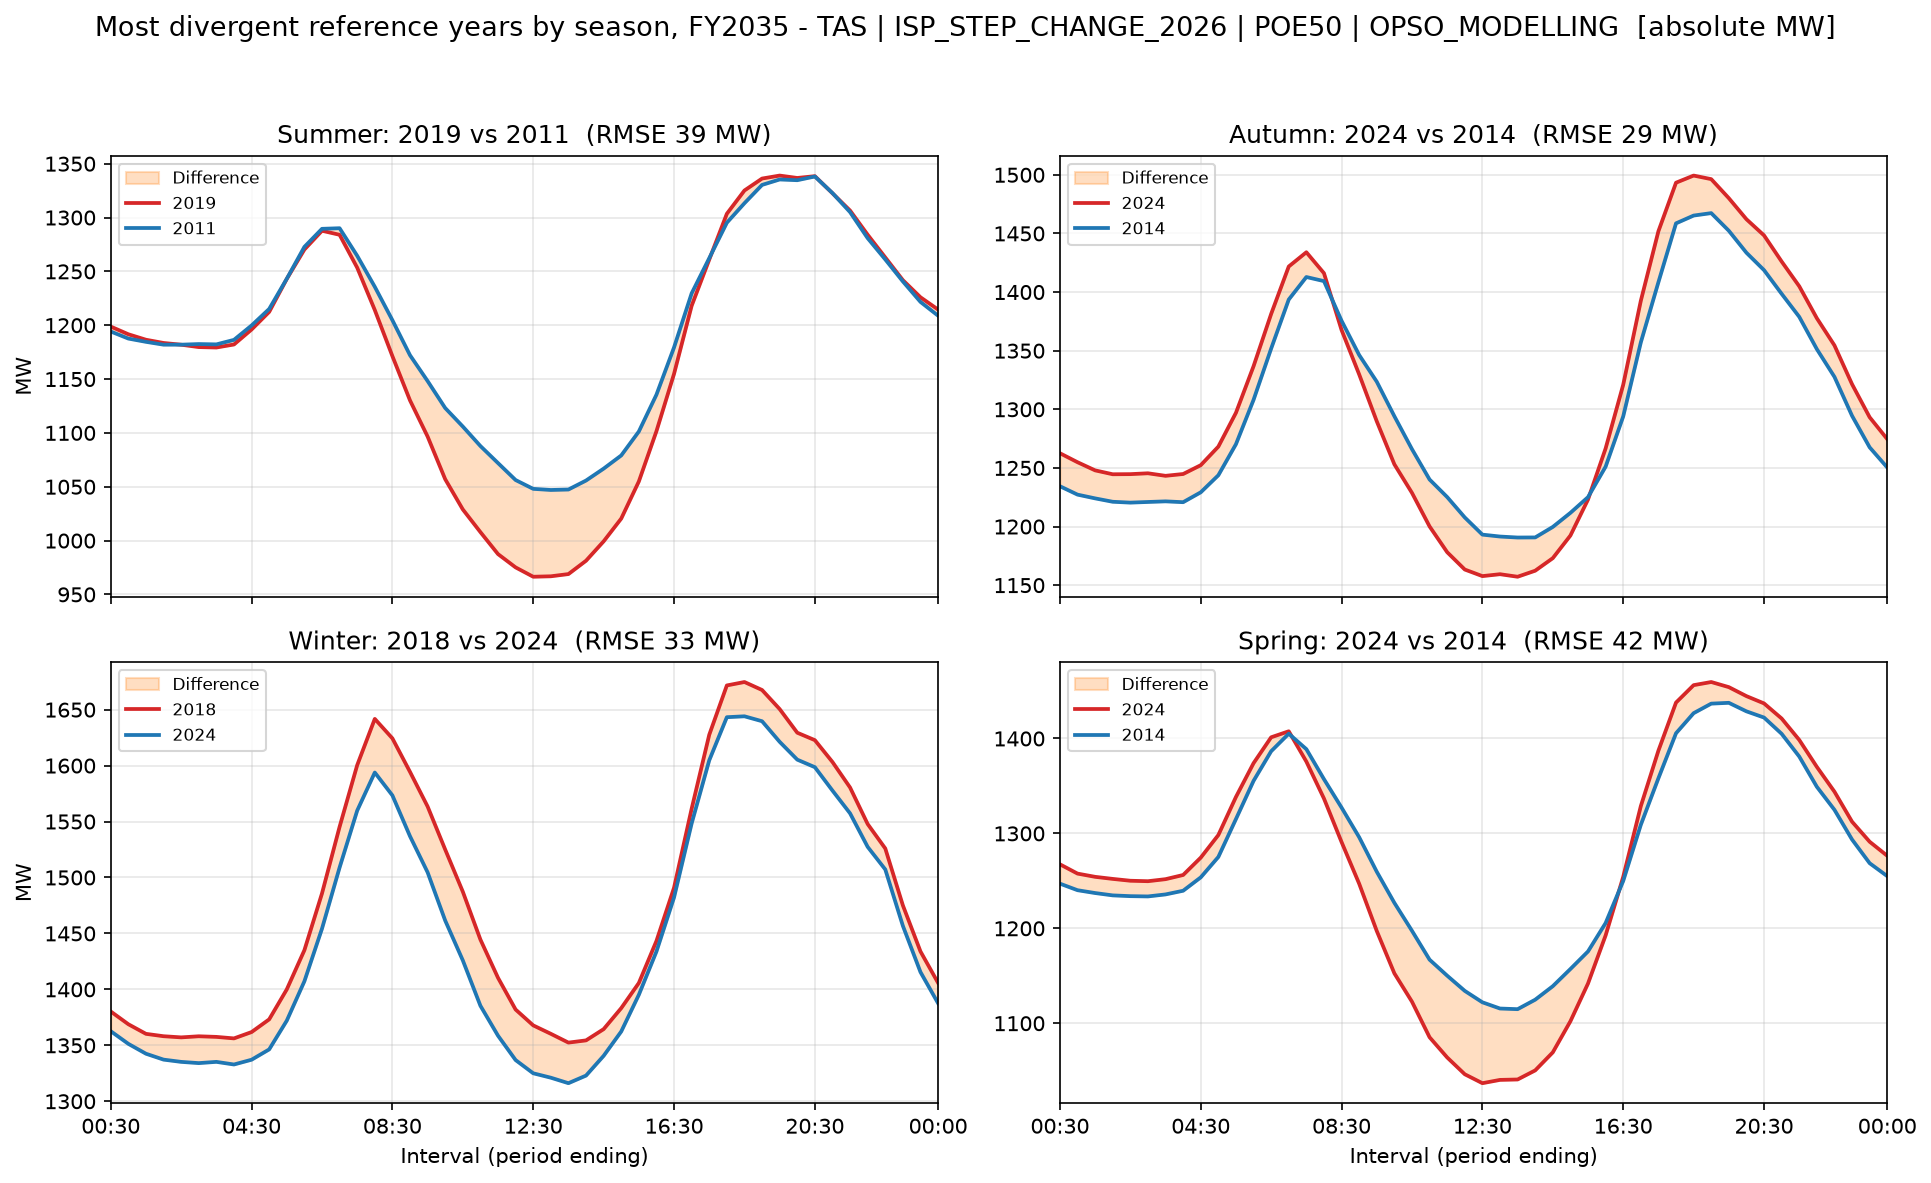 Most divergent reference years by season, FY2035 - TAS | ISP_STEP_CHANGE_2026 | POE50 | OPSO_MODELLING  [absolute MW]
Summer: 2019 vs 2011  (RMSE 39 MW)
Difference
2019
2011
1350
1300
1250
1200
1150
1100
1050
1000
950
MW
Autumn: 2024 vs 2014  (RMSE 29 MW)
Difference
2024
2014
1500
1450
1400
1350
1300
1250
1200
1150
Winter: 2018 vs 2024  (RMSE 33 MW)
Difference
2018
2024
1650
1600
1550
1500
1450
1400
1350
1300
MW
00:30 04:30 08:30 12:30 16:30 20:30 00:00
Interval (period ending)
Spring: 2024 vs 2014  (RMSE 42 MW)
Difference
2024
2014
1400
1300
1200
1100
00:30 04:30 08:30 12:30 16:30 20:30 00:00
Interval (period ending)